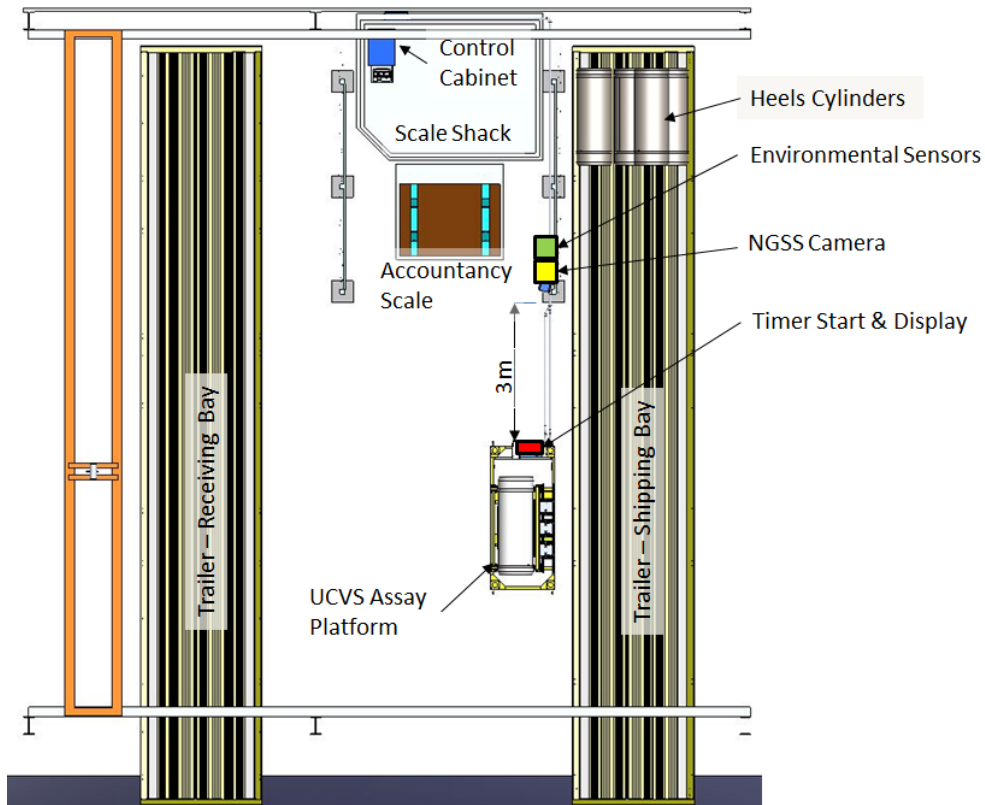 Control
Cabinet
Scale Shack
Heels Cylinders
Environmental Sensors
NGSS Camera
Accountancy
Scale
Timer Start & Display
3m
Trailer – Receiving Bay
Trailer – Shipping Bay
UCVS Assay
Platform